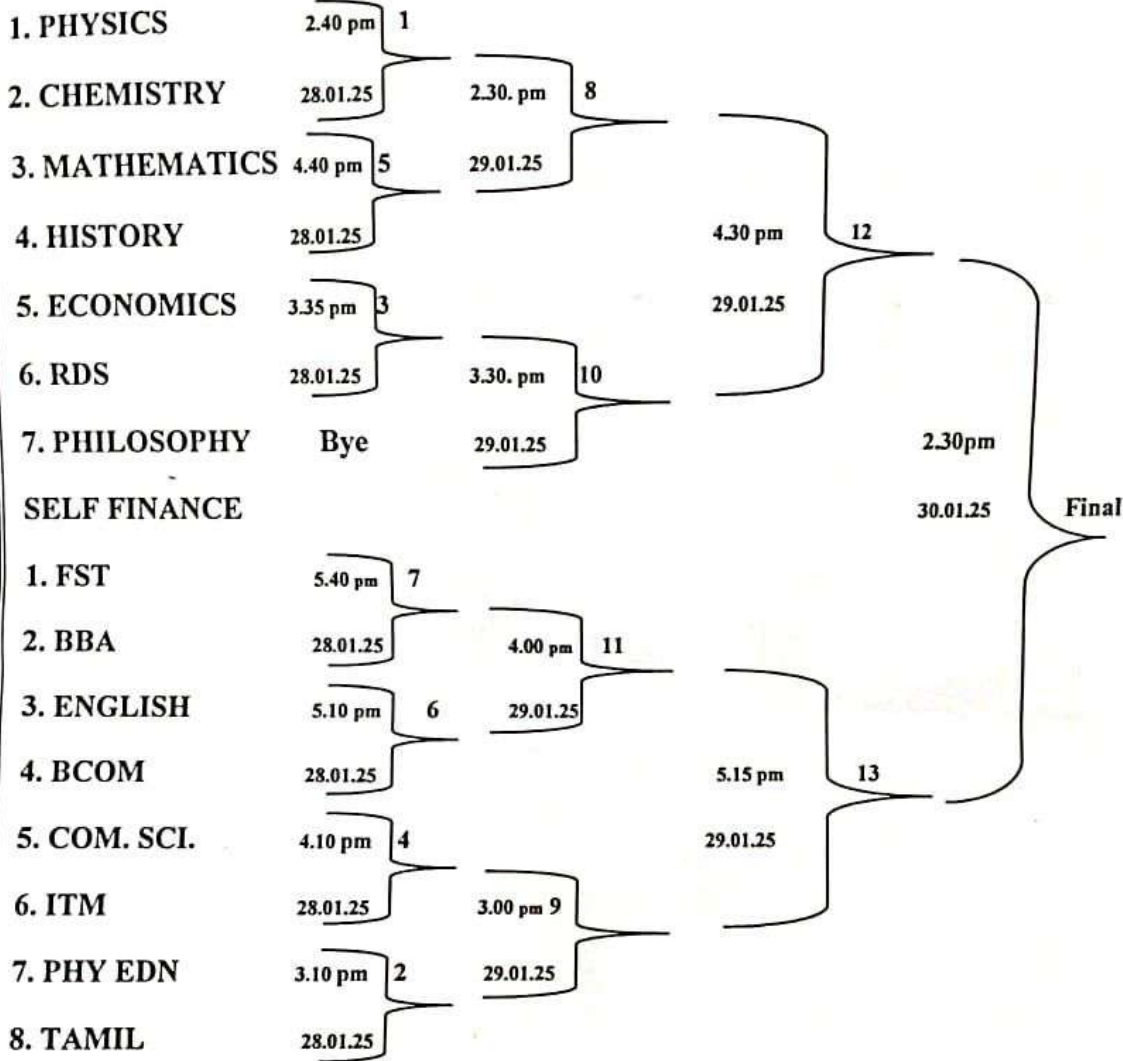 1. PHYSICS 2.40 pm 1
2. CHEMISTRY 28.01.25 2.30. pm 8
3. MATHEMATICS 4.40 pm 5 29.01.25
4. HISTORY 28.01.25 4.30 pm 12
5. ECONOMICS 3.35 pm 3 29.01.25
6. RDS 28.01.25 3.30. pm 10
7. PHILOSOPHY Bye 29.01.25 2.30pm
SELF FINANCE 30.01.25 Final
1. FST 5.40 pm 7
2. BBA 28.01.25 4.00 pm 11
3. ENGLISH 5.10 pm 6 29.01.25
4. BCOM 28.01.25 5.15 pm 13
5. COM. SCI. 4.10 pm 4 29.01.25
6. ITM 28.01.25 3.00 pm 9
7. PHY EDN 3.10 pm 2 29.01.25
8. TAMIL 28.01.25